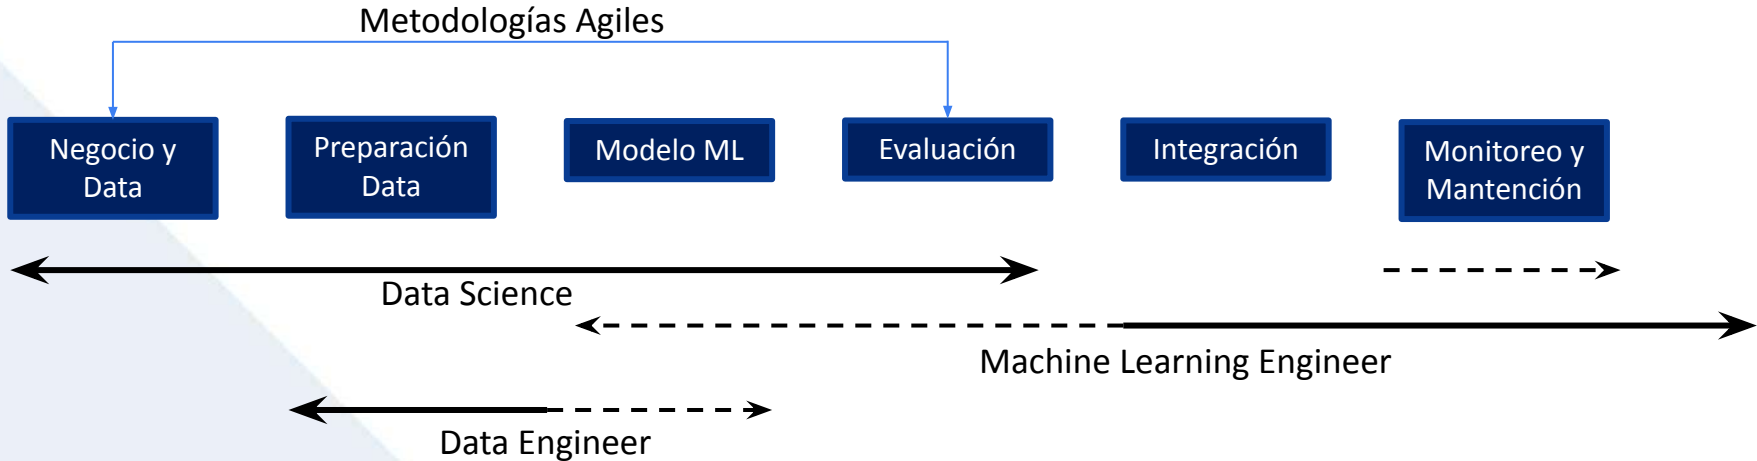 Metodologías Agiles
Negocio y
Data
Preparación
Data
Modelo ML
Evaluación
Integración
Monitoreo y
Mantención
Data Science
Machine Learning Engineer
Data Engineer